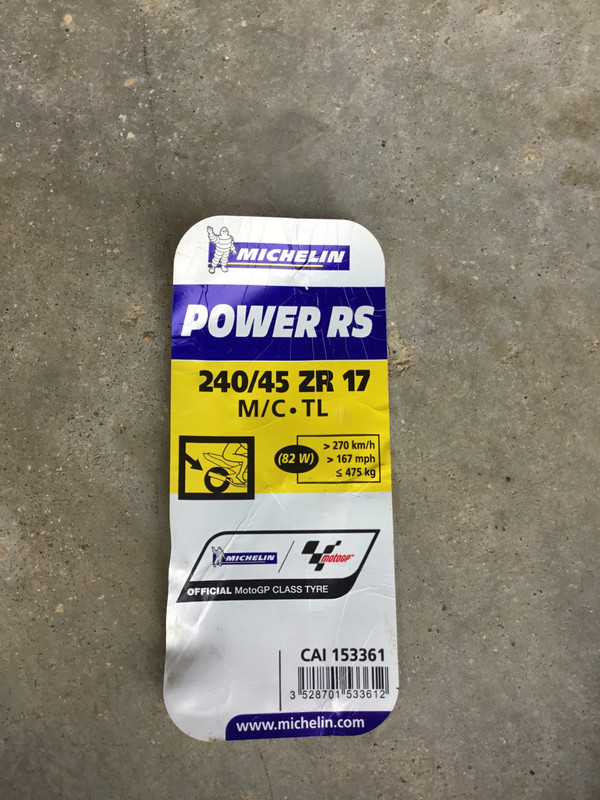 MICHELIN
POWER RS
240/45 ZR 17
M/C • TL
(82 W)
> 270 km/h
> 167 mph
≤ 475 kg
MICHELIN
motoGP™
OFFICIAL MotoGP CLASS TYRE
CAI 153361
3 528701 533612
www.michelin.com